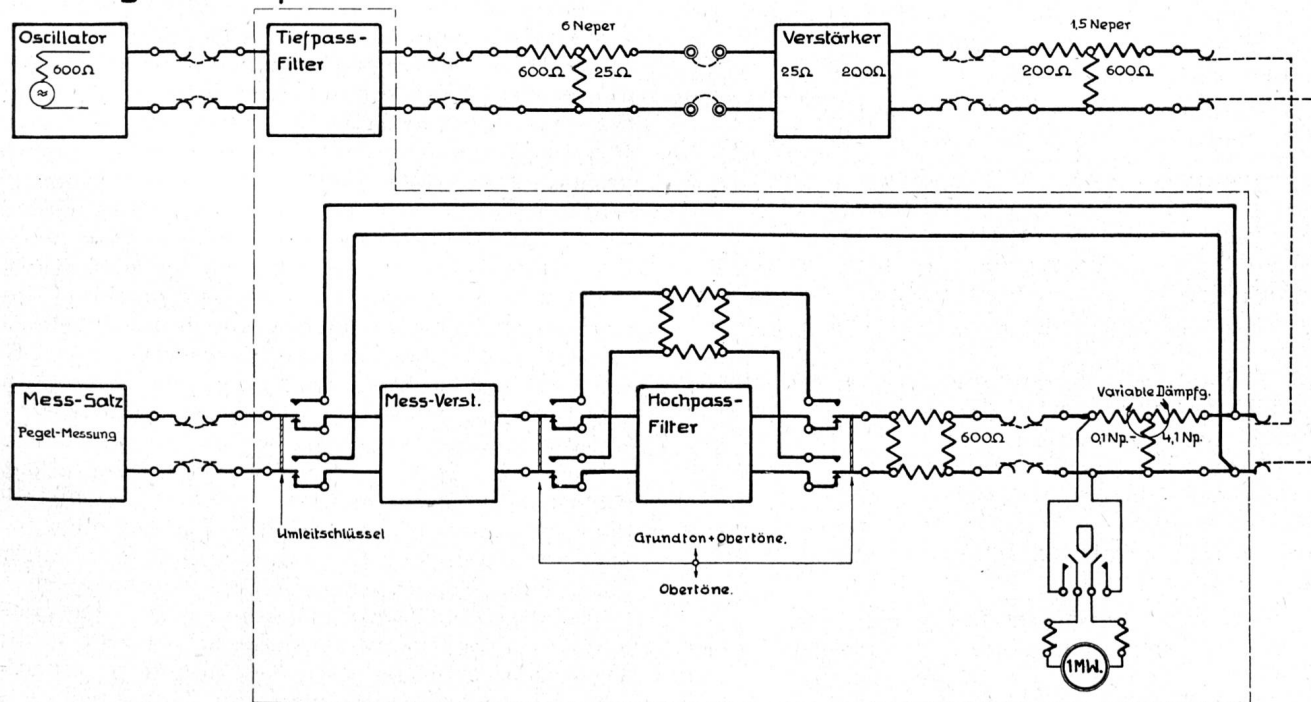 Oscillator
600Ω
≈
Tiefpass-
Filter
6 Neper
600Ω 25Ω
Verstärker
25Ω 200Ω
1,5 Neper
200Ω 600Ω
Mess-Satz
Pegel-Messung
Umleitschlüssel
Mess-Verst.
Hochpass-
Filter
Grundton+Obertöne.
Obertöne.
600Ω
Variable Dämpfg.
0,1 Np.- 4,1 Np.
1MW.